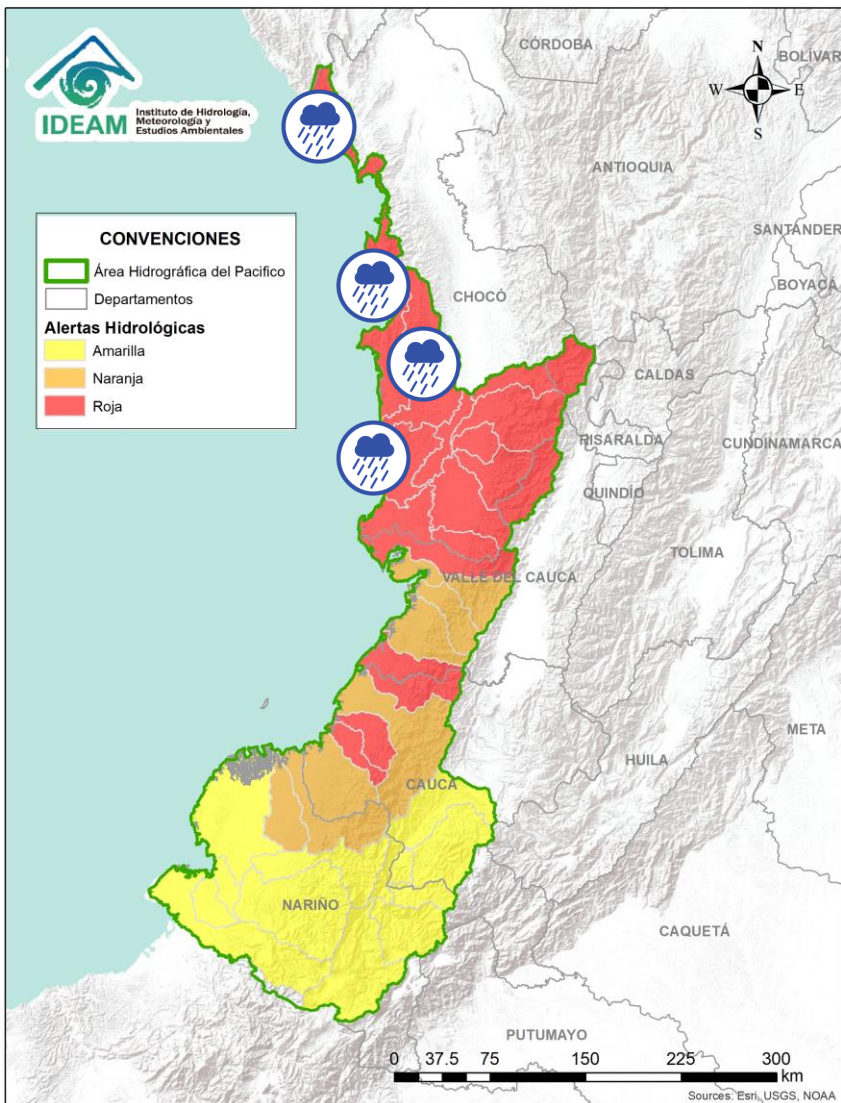 IDEAM
Instituto de Hidrología,
Meteorología y
Estudios Ambientales
CÓRDOBA
BOLÍVAR
N
W
E
S
ANTIOQUIA
SANTANDER
BOYACÁ
CONVENCIONES
Área Hidrográfica del Pacifico
Departamentos
Alertas Hidrológicas
Amarilla
Naranja
Roja
CHOCÓ
CALDAS
RISARALDA
CUNDINAMARCA
QUINDÍO
TOLIMA
VALLE DEL CAUCA
META
HUILA
CAUCA
NARIÑO
CAQUETÁ
PUTUMAYO
0 37.5 75 150 225 300
km
Sources: Esri, USGS, NOAA